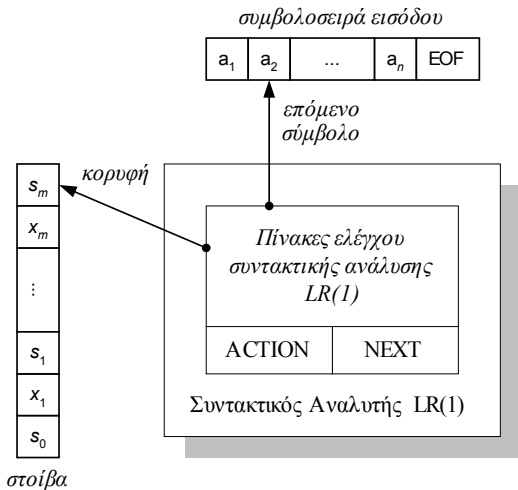 συμβολοσειρά εισόδου
a1 a2 ... an EOF
επόμενο
σύμβολο
κορυφή
sm
xm
...
s1
x1
s0
στοίβα
Πίνακες ελέγχου
συντακτικής ανάλυσης
LR(1)
ACTION NEXT
Συντακτικός Αναλυτής LR(1)